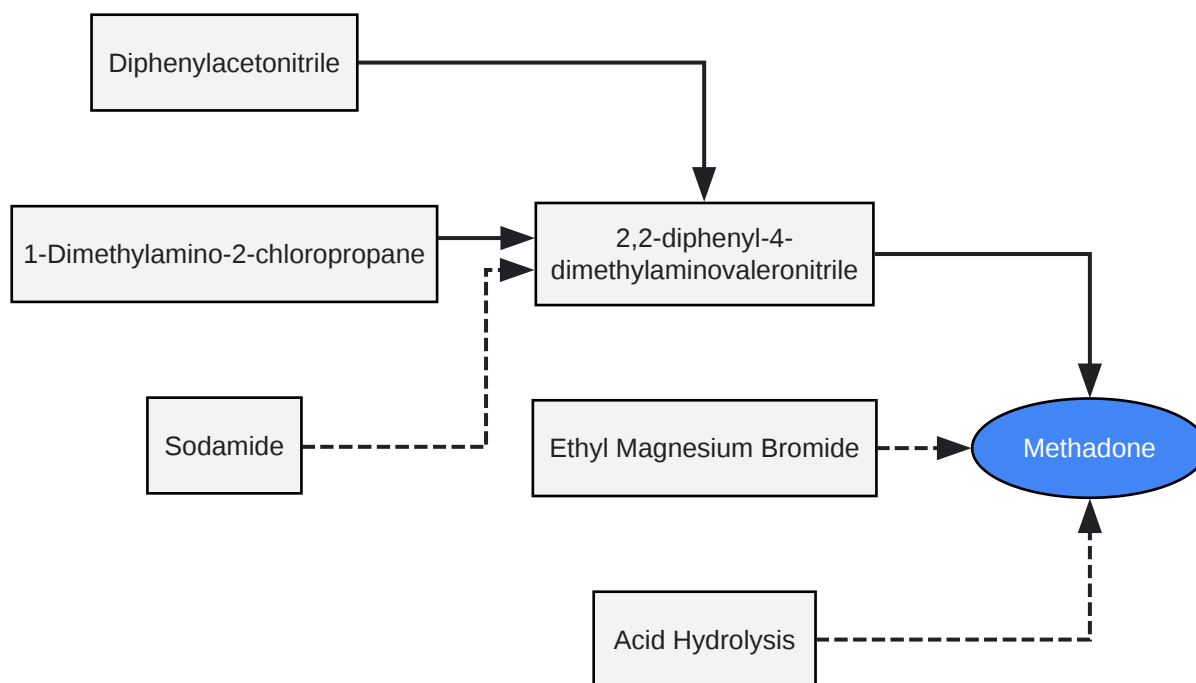 Diphenylacetonitrile
1-Dimethylamino-2-chloropropane
2,2-diphenyl-4-
dimethylaminovaleronitrile
Sodamide
Ethyl Magnesium Bromide
Methadone
Acid Hydrolysis